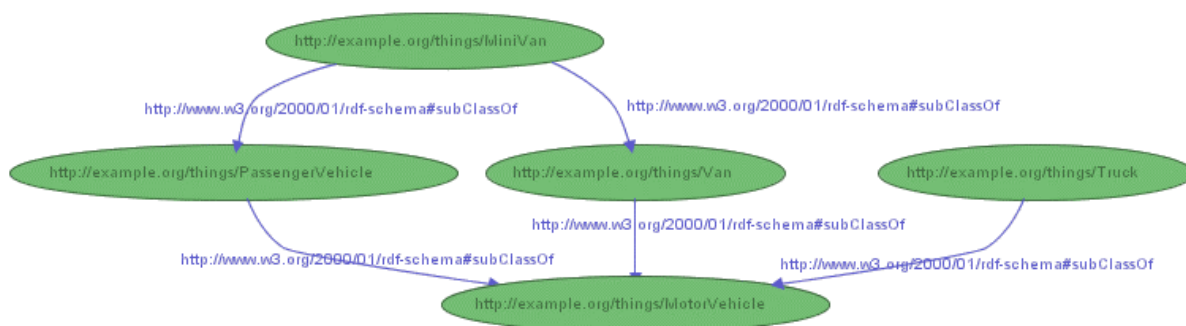 http://example.org/things/MiniVan
http://www.w3.org/2000/01/rdf-schema#subClassOf
http://www.w3.org/2000/01/rdf-schema#subClassOf
http://example.org/things/PassengerVehicle
http://example.org/things/Van
http://example.org/things/Truck
http://www.w3.org/2000/01/rdf-schema#subClassOf
http://www.w3.org/2000/01/rdf-schema#subClassOf
http://www.w3.org/2000/01/rdf-schema#subClassOf
http://example.org/things/MotorVehicle